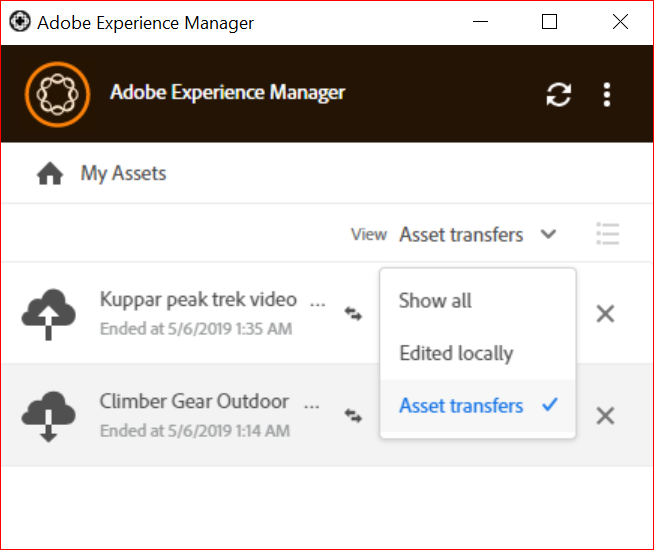 Adobe Experience Manager
Adobe Experience Manager
My Assets
View Asset transfers
Kuppar peak trek video ...
Ended at 5/6/2019 1:35 AM
Climber Gear Outdoor ...
Ended at 5/6/2019 1:14 AM
Show all
Edited locally
Asset transfers